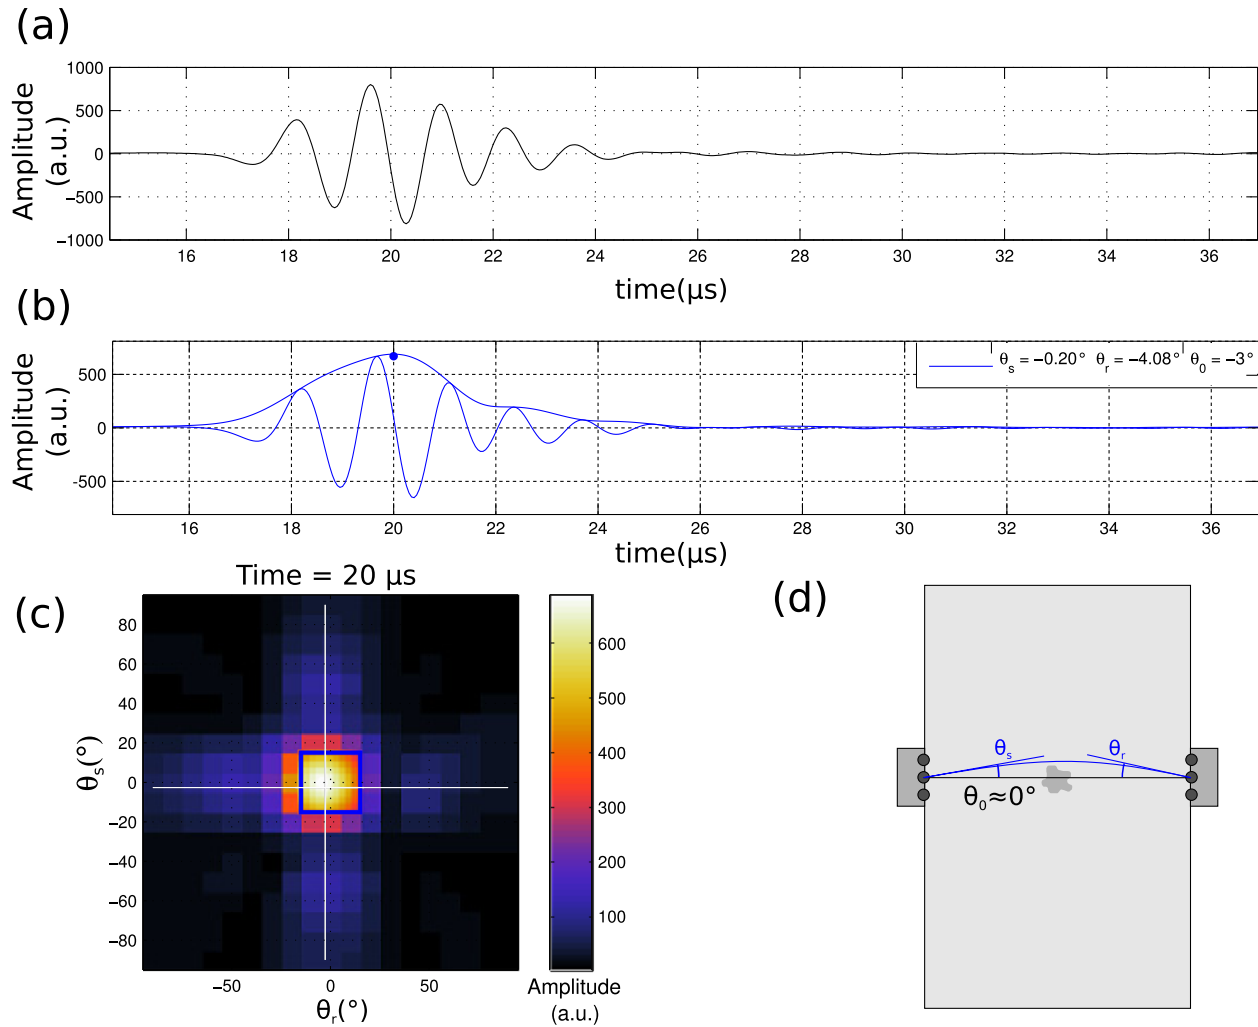 (a)
1000
500
0
−500
−1000
Amplitude
(a.u.)
16 18 20 22 24 26 28 30 32 34 36
time(µs)
(b)
500
0
-500
Amplitude
(a.u.)
θs = −0.20° θr = −4.08° θ0 = −3°
16 18 20 22 24 26 28 30 32 34 36
time(µs)
(c)
Time = 20 µs
80
60
40
20
0
−20
−40
−60
−80
θs(°)
−50 0 50
θr(°)
600
500
400
300
200
100
Amplitude
(a.u.)
(d)
θs
θr
θ0≈0°